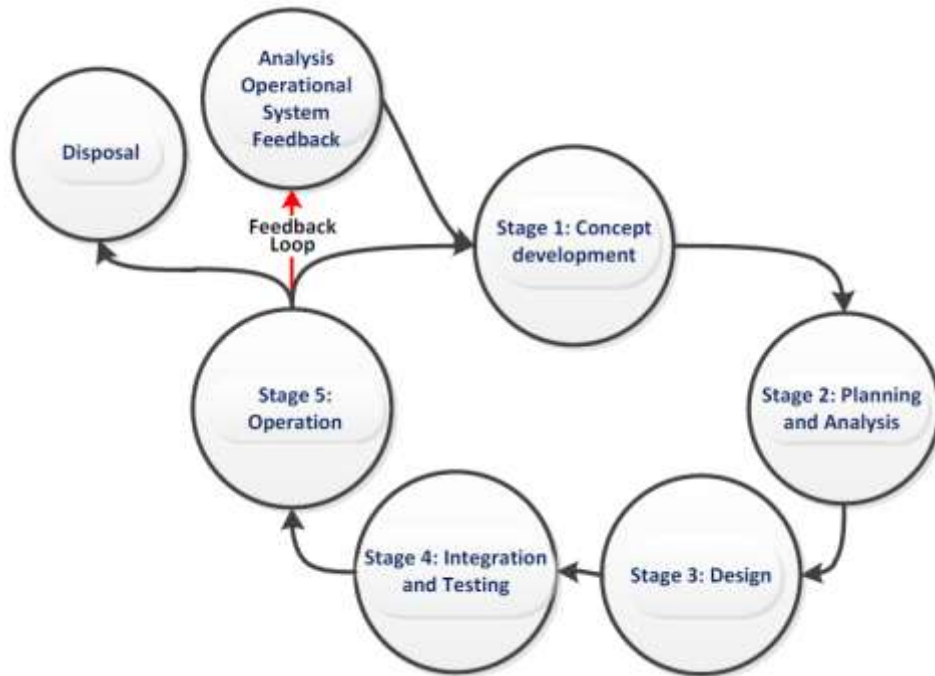 Analysis
Operational
System
Feedback
Disposal
Feedback
Loop
Stage 1: Concept
development
Stage 2: Planning
and Analysis
Stage 5:
Operation
Stage 4: Integration
and Testing
Stage 3: Design